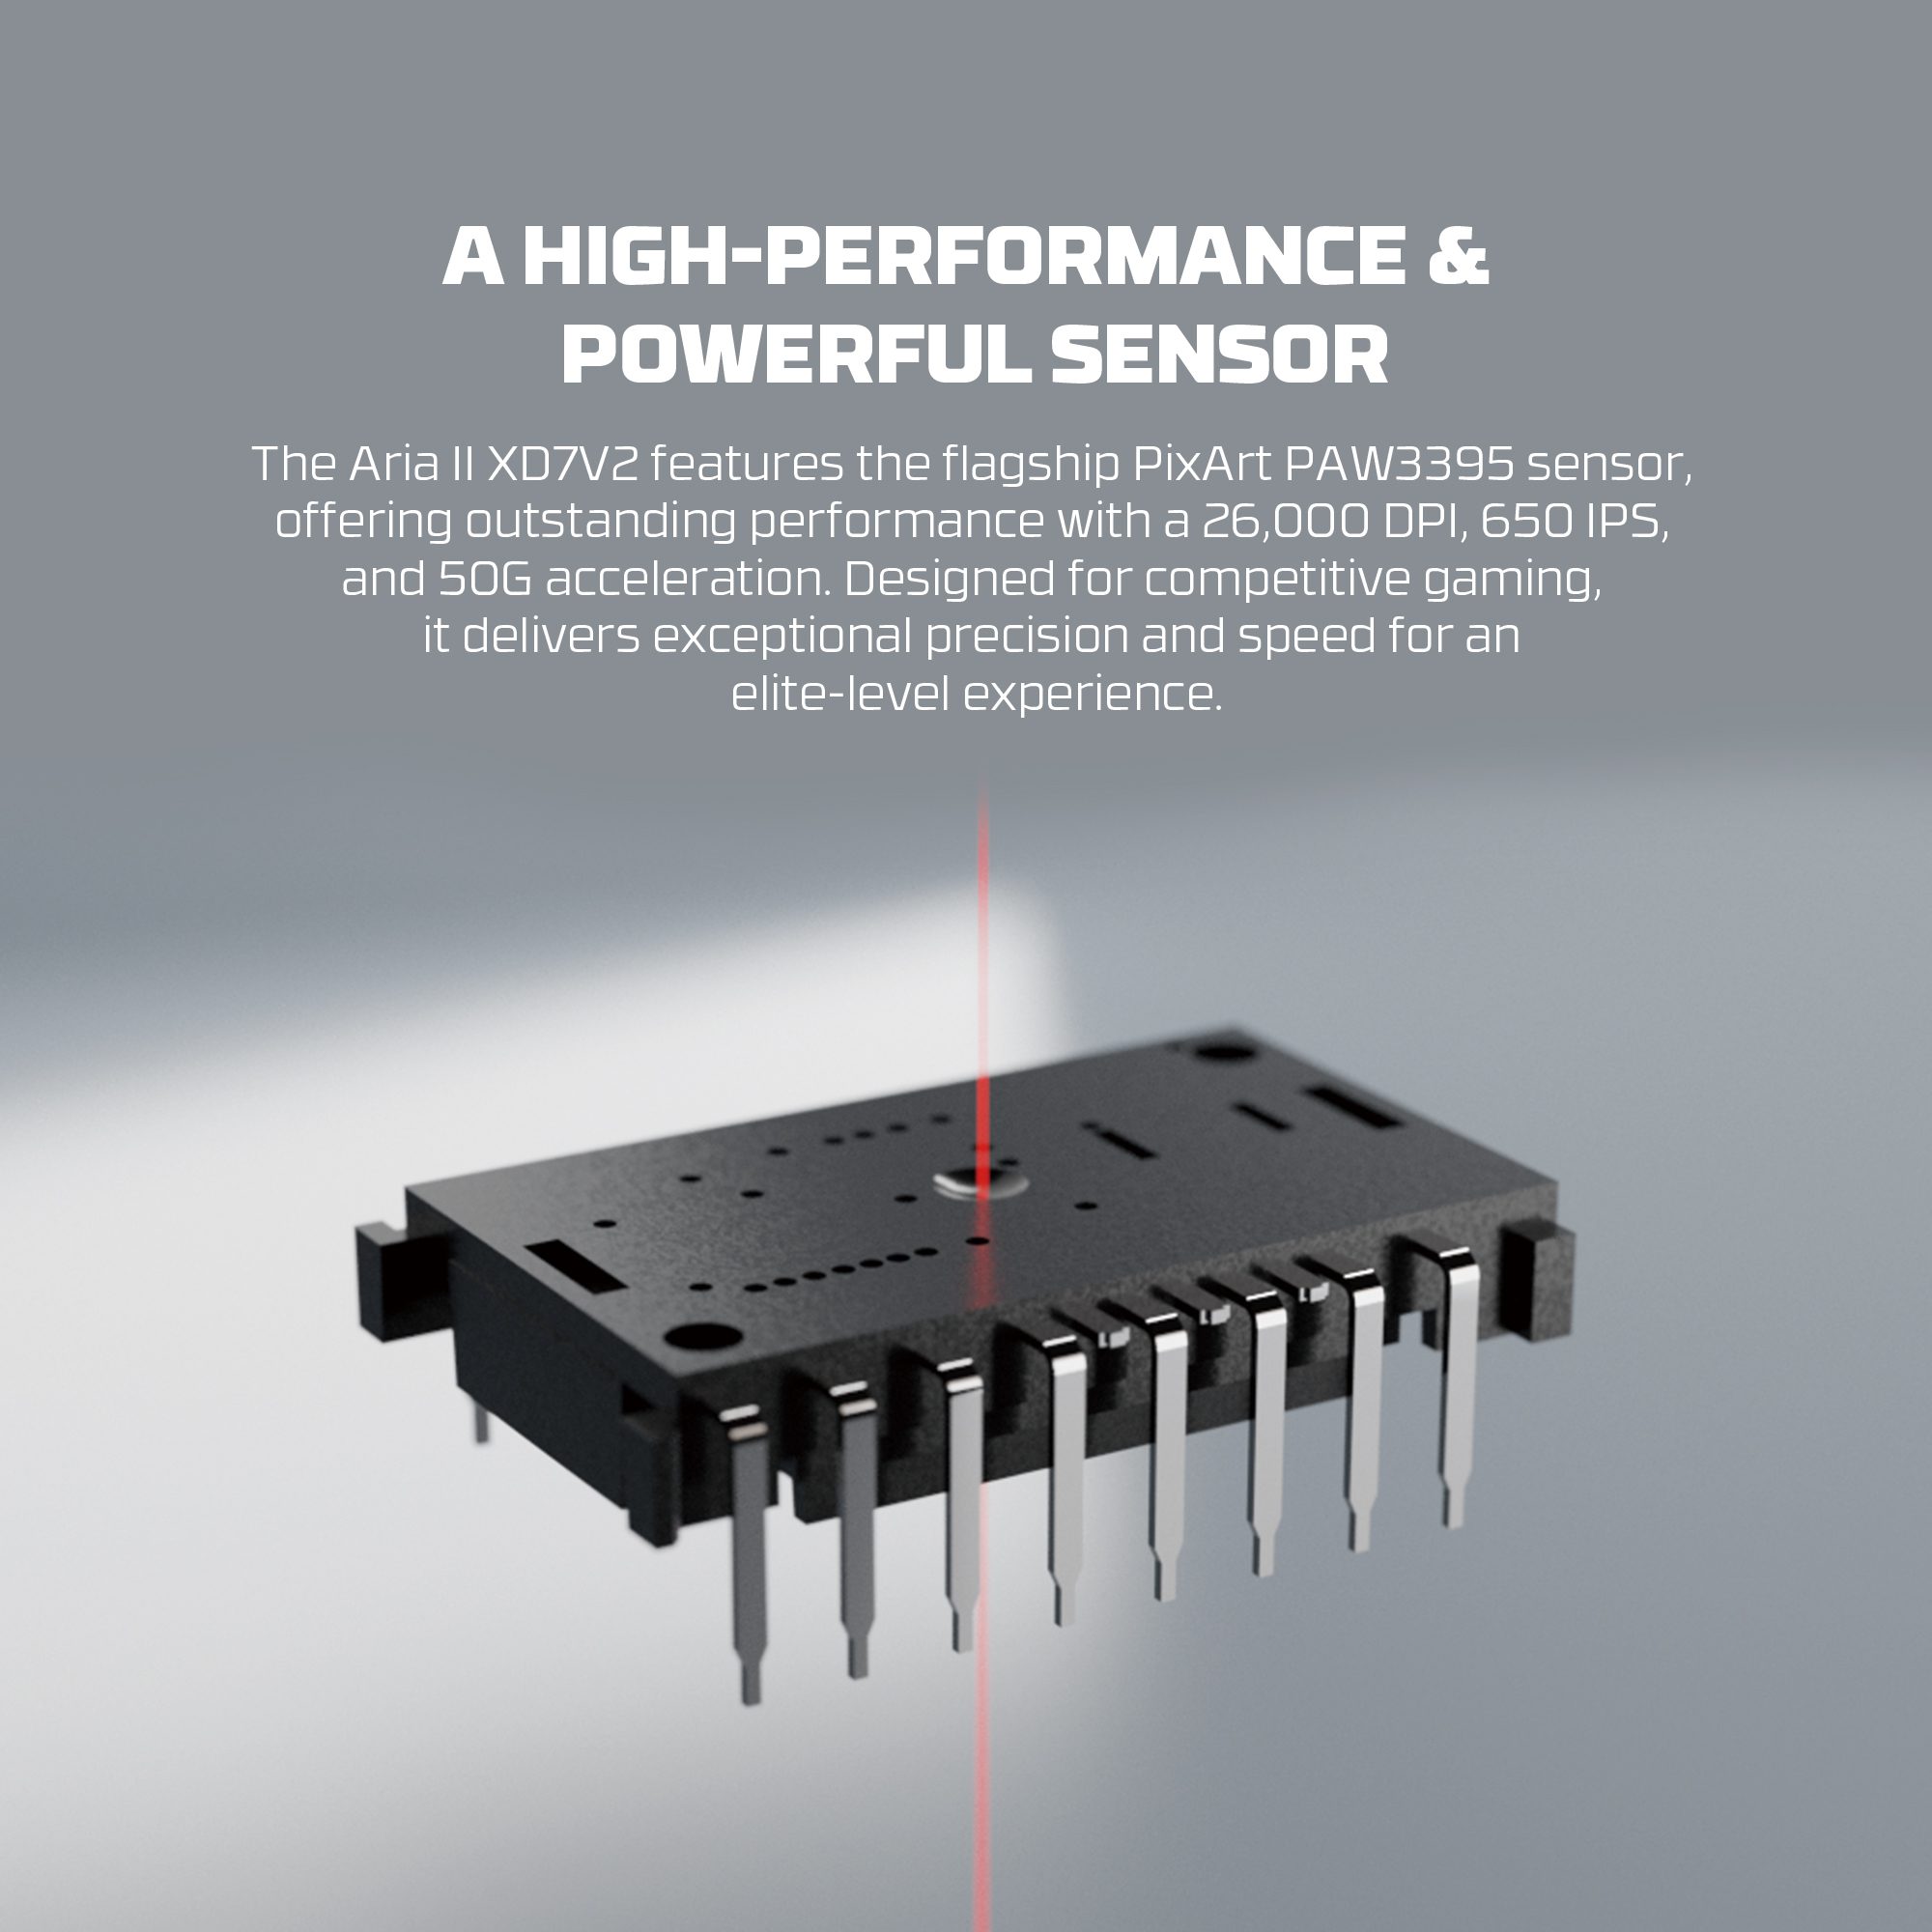 A HIGH-PERFORMANCE &
POWERFUL SENSOR
The Aria II XD7V2 features the flagship PixArt PAW3395 sensor,
offering outstanding performance with a 26,000 DPI, 650 IPS,
and 50G acceleration. Designed for competitive gaming,
it delivers exceptional precision and speed for an
elite-level experience.